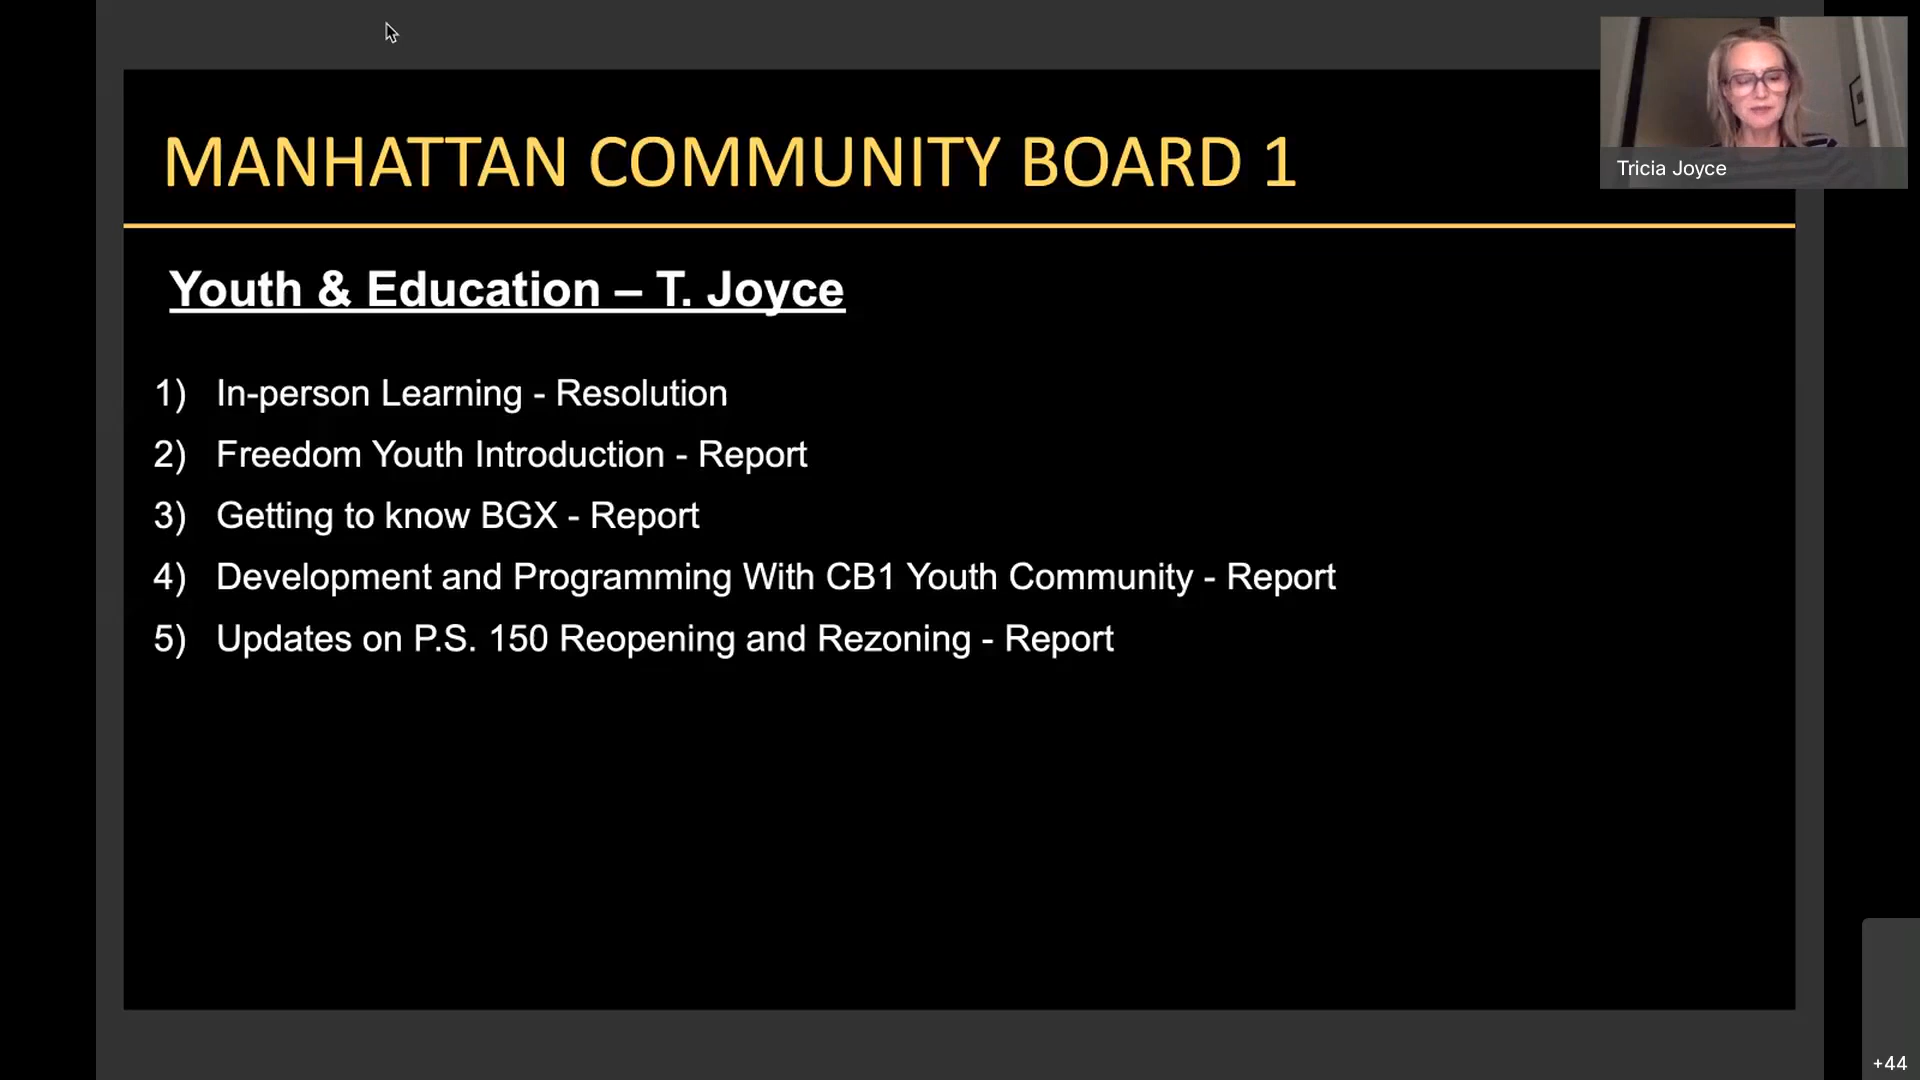 MANHATTAN COMMUNITY BOARD 1
Tricia Joyce
Youth & Education – T. Joyce
1) In-person Learning - Resolution
2) Freedom Youth Introduction - Report
3) Getting to know BGX - Report
4) Development and Programming With CB1 Youth Community - Report
5) Updates on P.S. 150 Reopening and Rezoning - Report
+44